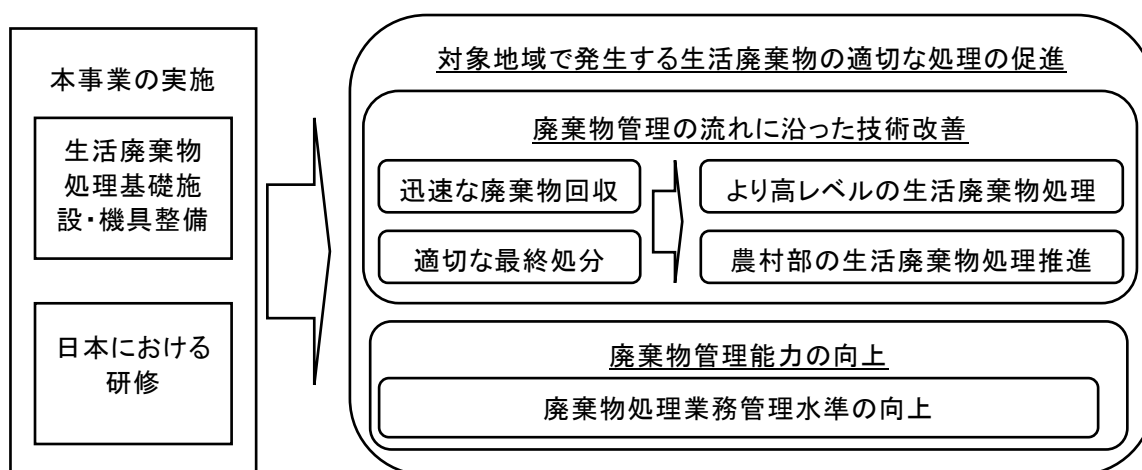 本事業の実施
生活廃棄物
処理基礎施
設・機具整備
日本における
研修
対象地域で発生する生活廃棄物の適切な処理の促進
廃棄物管理の流れに沿った技術改善
迅速な廃棄物回収
より高レベルの生活廃棄物処理
適切な最終処分
農村部の生活廃棄物処理推進
廃棄物管理能力の向上
廃棄物処理業務管理水準の向上